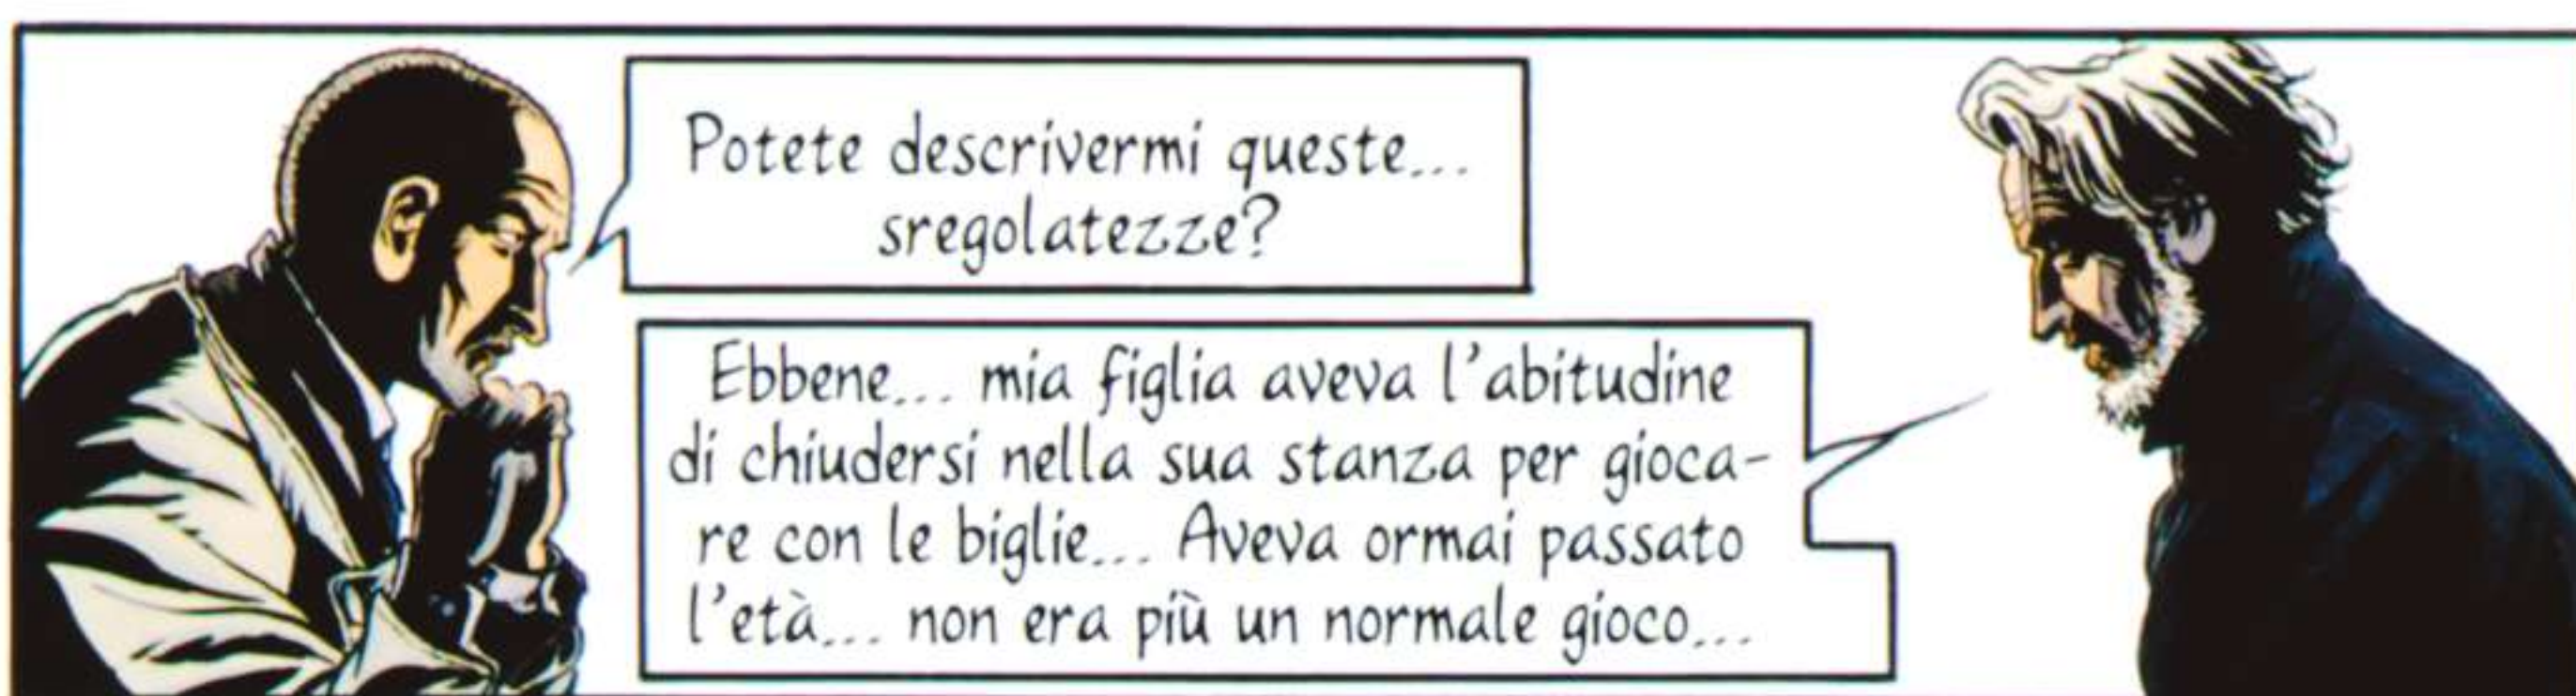 Potete descrivermi queste...
sregolatezze?
Ebbene... mia figlia aveva l'abitudine
di chiudersi nella sua stanza per gioca-
re con le biglie... Aveva ormai passato
l'età... non era più un normale gioco...